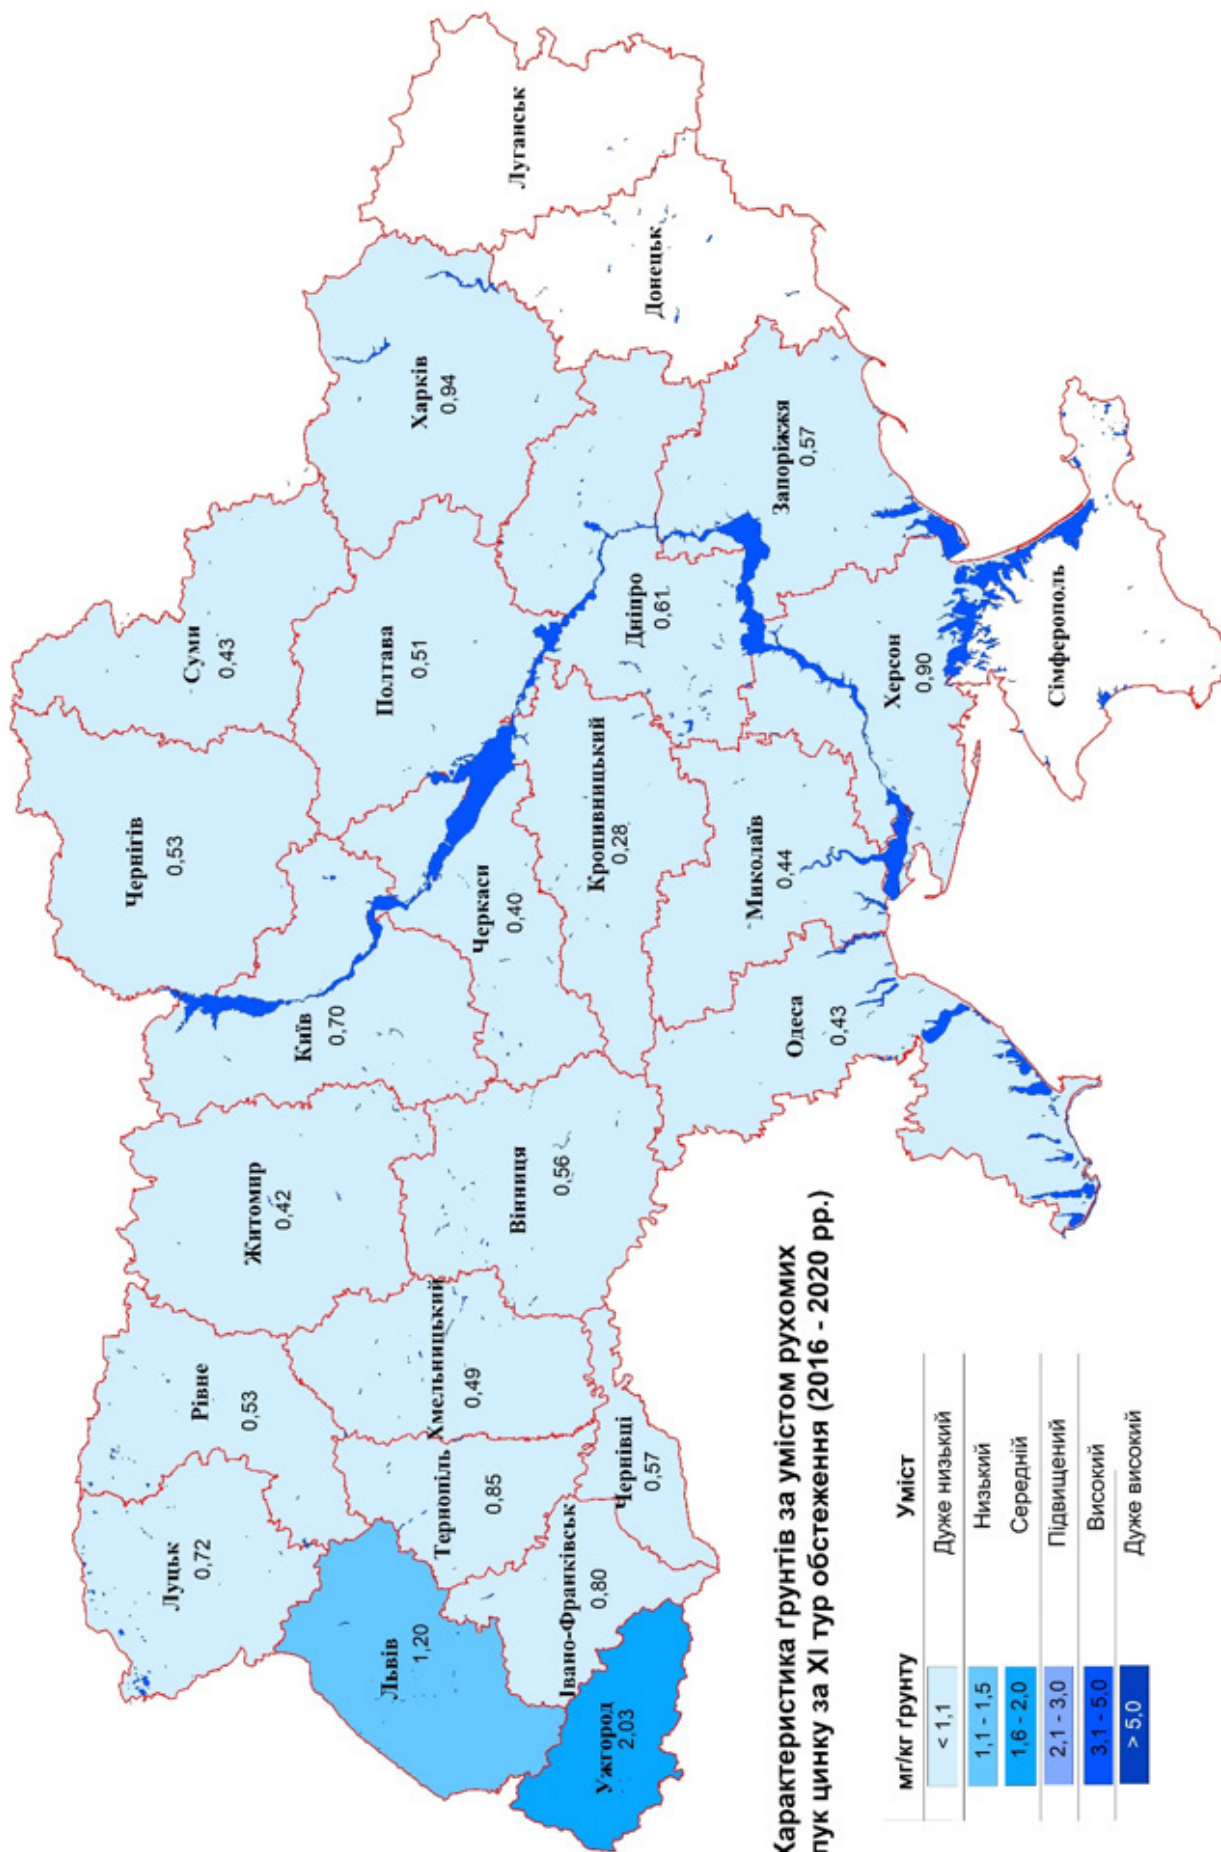 Луцьк
0,72
Рівне
0,53
Житомир
0,42
Київ
0,70
Чернігів
0,53
Суми
0,43
Львів
1,20
Тернопіль
0,85
Хмельницький
0,49
Вінниця
0,56
Черкаси
0,40
Полтава
0,51
Харків
0,94
Луганськ
Ужгород
2,03
Івано-Франківськ
0,80
Чернівці
0,57
Кропивницький
0,28
Дніпро
0,61
Донецьк
Одеса
0,43
Миколаїв
0,44
Херсон
0,90
Запоріжжя
0,57
Сімферополь
Характеристика ґрунтів за умістом рухомих
пук цинку за XI тур обстеження (2016 - 2020 рр.)
мг/кг ґрунту Уміст
< 1,1 Дуже низький
1,1 - 1,5 Низький
1,6 - 2,0 Середній
2,1 - 3,0 Підвищений
3,1 - 5,0 Високий
> 5,0 Дуже високий